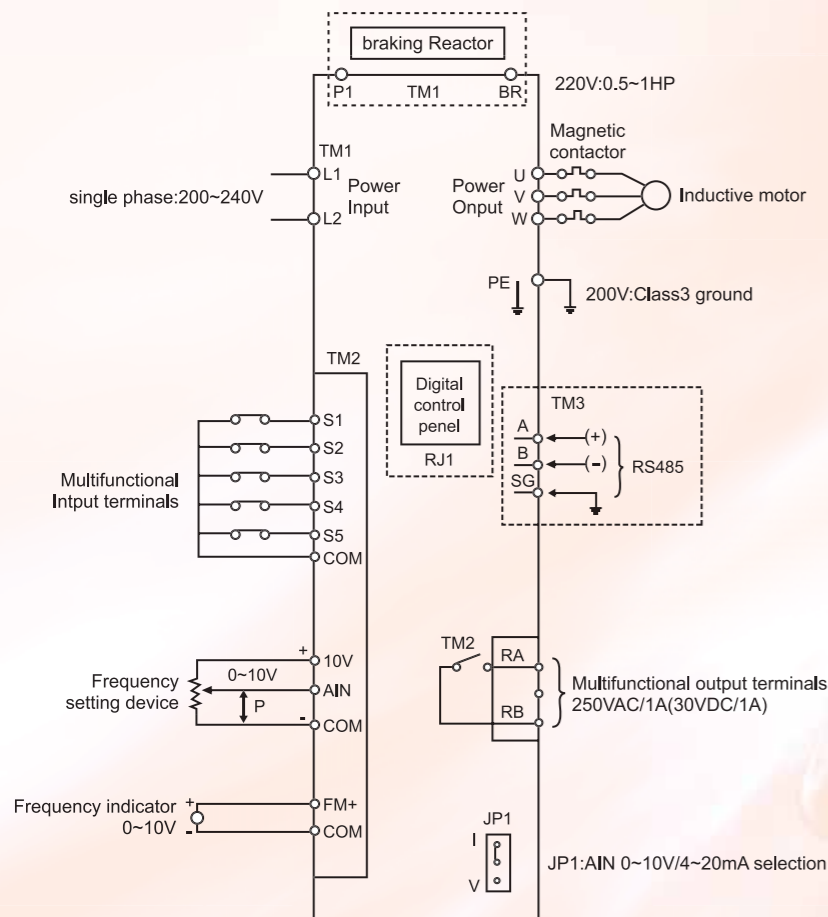 braking Reactor
P1
TM1
BR
220V:0.5~1HP
Magnetic
contactor
TM1
L1
Power
Input
L2
single phase:200~240V
Power
Onput
U
V
W
Inductive motor
PE
200V:Class3 ground
TM2
Digital
control
penel
RJ1
TM3
A
(+)
B
(-)
SG
RS485
S1
S2
S3
S4
S5
COM
Multifunctional
Intput terminals
+
10V
0~10V
AIN
P
-
COM
Frequency
setting device
TM2
RA
RB
Multifunctional output terminals
250VAC/1A(30VDC/1A)
Frequency indicator
0~10V
+
FM+
-
COM
JP1
I
V
JP1:AIN 0~10V/4~20mA selection